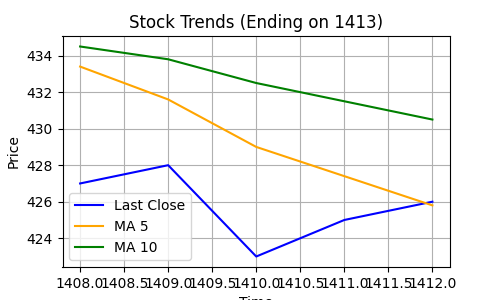 Stock Trends (Ending on 1413)
434
432
430
428
426
424
Price
Last Close
MA 5
MA 10
1408.0 1408.5 1409.0 1409.5 1410.0 1410.5 1411.0 1411.5 1412.0
Time